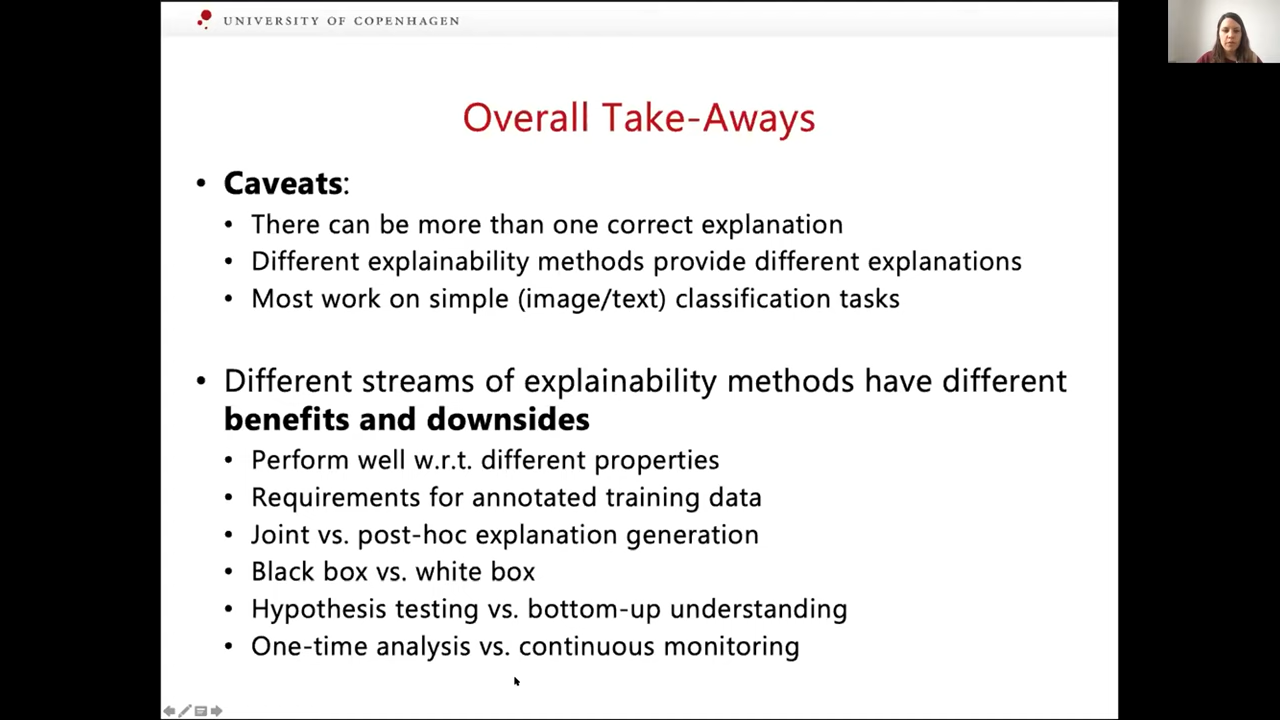 UNIVERSITY OF COPENHAGEN
Overall Take-Aways
• Caveats:
• There can be more than one correct explanation
• Different explainability methods provide different explanations
• Most work on simple (image/text) classification tasks
• Different streams of explainability methods have different
benefits and downsides
• Perform well w.r.t. different properties
• Requirements for annotated training data
• Joint vs. post-hoc explanation generation
• Black box vs. white box
• Hypothesis testing vs. bottom-up understanding
• One-time analysis vs. continuous monitoring